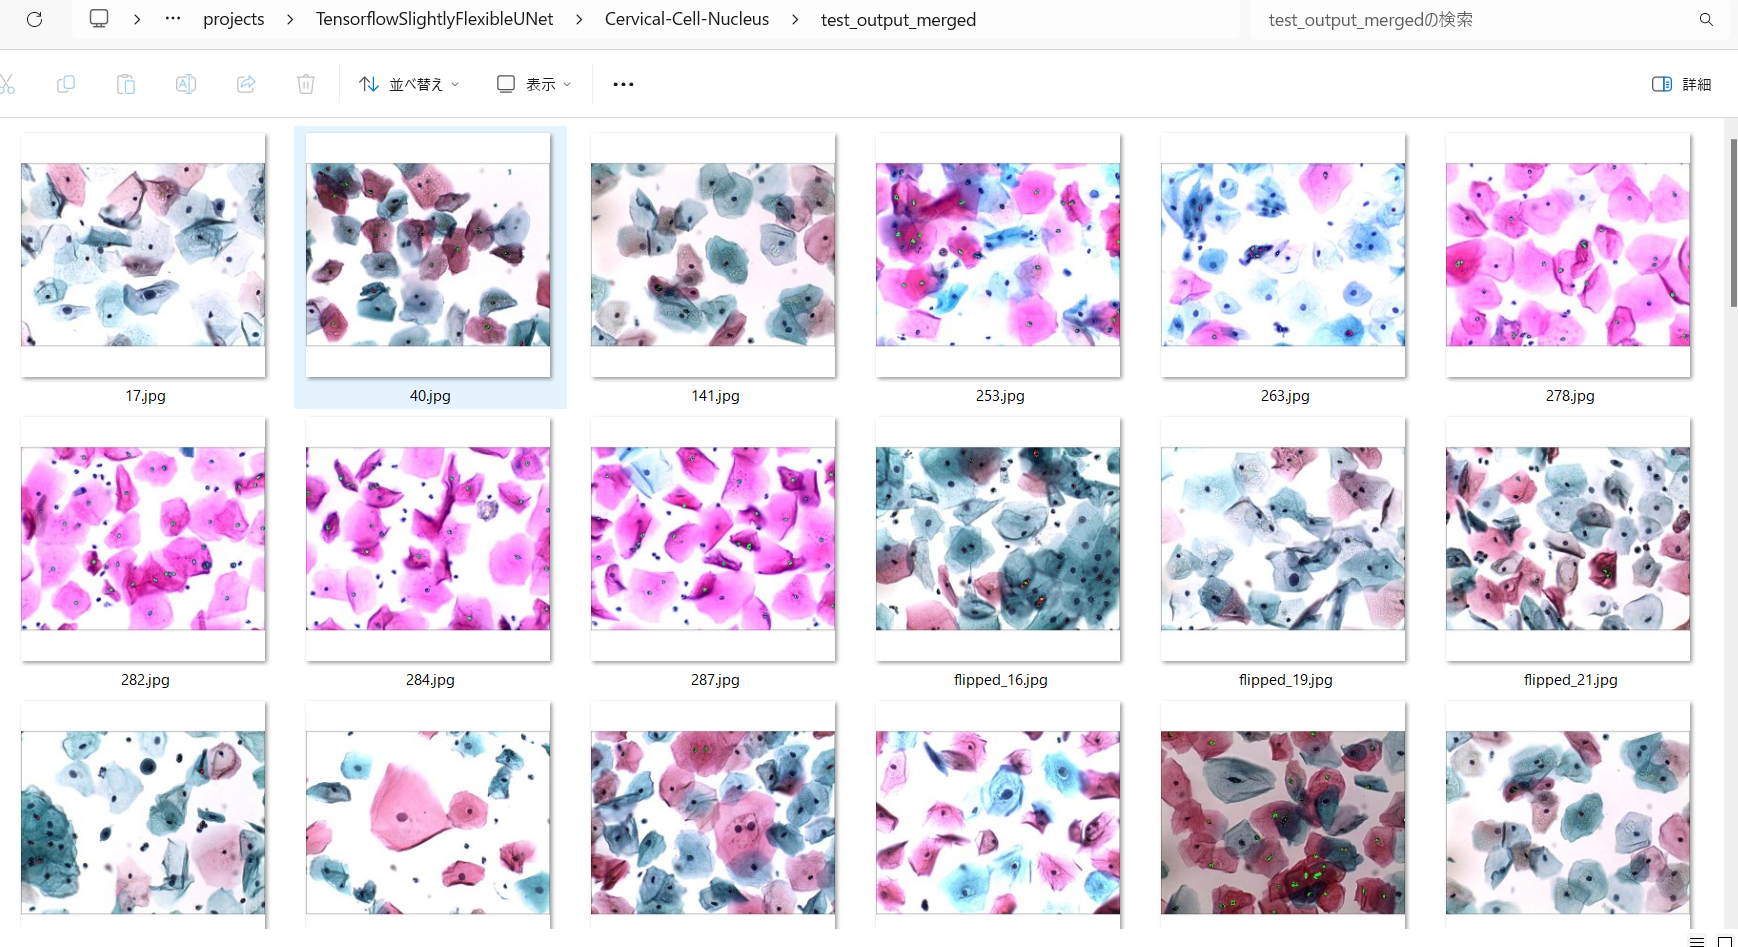 projects > TensorflowSlightlyFlexibleUNet > Cervical-Cell-Nucleus > test_output_merged
test_output_mergedの検索
並べ替え
表示
詳細
17.jpg
40.jpg
141.jpg
253.jpg
263.jpg
278.jpg
282.jpg
284.jpg
287.jpg
flipped_16.jpg
flipped_19.jpg
flipped_21.jpg